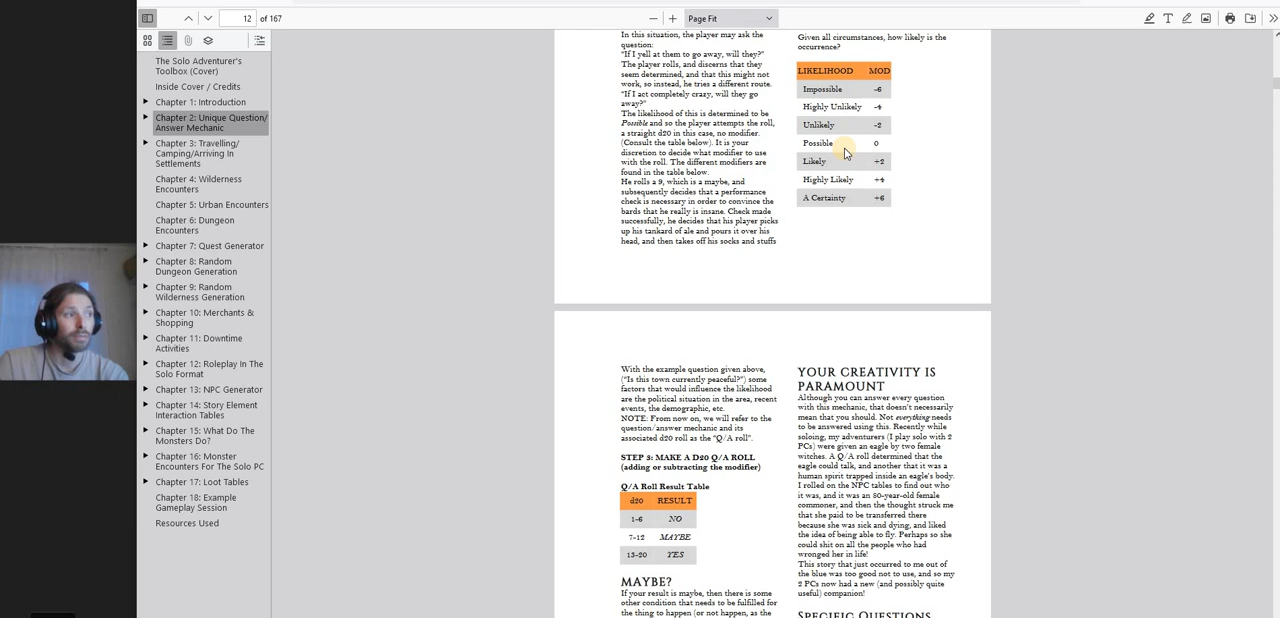 12 of 167
Page Fit
The Solo Adventurer's
Toolbox (Cover)
Inside Cover / Credits
Chapter 1: Introduction
Chapter 2: Unique Question/
Answer Mechanic
Chapter 3: Travelling/
Camping/Arriving In
Settlements
Chapter 4: Wilderness
Encounters
Chapter 5: Urban Encounters
Chapter 6: Dungeon
Encounters
Chapter 7: Quest Generator
Chapter 8: Random
Dungeon Generation
Chapter 9: Random
Wilderness Generation
Chapter 10: Merchants &
Shopping
Chapter 11: Downtime
Activities
Chapter 12: Roleplay In The
Solo Format
Chapter 13: NPC Generator
Chapter 14: Story Element
Interaction Tables
Chapter 15: What Do The
Monsters Do?
Chapter 16: Monster
Encounters For The Solo PC
Chapter 17: Loot Tables
Chapter 18: Example
Gameplay Session
Resources Used
In this situation, the player may ask the
question:
"If I yell at them to go away, will they?"
The player rolls, and discerns that they
seem determined, and that this might not
work, so instead, he tries a different route.
"If I act completely crazy, will they go
away?"
The likelihood of this is determined to be
Possible and so the player attempts the roll,
a straight d20 in this case, no modifier.
(Consult the table below). It is your
discretion to decide what modifier to use
with the roll. The different modifiers are
found in the table below.
He rolls a 9, which is a maybe, and
subsequently decides that a performance
check is necessary in order to convince the
bards that he really is insane. Check made
successfully, he decides that his player picks
up his tankard of ale and pours it over his
head, and then takes off his socks and stuffs
Given all circumstances, how likely is the
occurrence?
LIKELIHOOD MOD
Impossible -6
Highly Unlikely -4
Unlikely -2
Possible 0
Likely +2
Highly Likely +4
A Certainty +6
With the example question given above,
("Is this town currently peaceful?") some
factors that would influence the likelihood
are the political situation in the area, recent
events, the demographic, etc.
NOTE: From now on, we will refer to the
question/answer mechanic and its
associated d20 roll as the "Q/A roll".
STEP 3: MAKE A D20 Q/A ROLL
(adding or subtracting the modifier)
Q/A Roll Result Table
d20 RESULT
1-6 NO
7-12 MAYBE
13-20 YES
MAYBE?
If your result is maybe, then there is some
other condition that needs to be fulfilled for
the thing to happen (or not happen, as the
YOUR CREATIVITY IS
PARAMOUNT
Although you can answer every question
with this mechanic, that doesn't necessarily
mean that you should. Not everything needs
to be answered using this. Recently while
soloing, my adventurers (I play solo with 2
PCs) were given an eagle by two female
witches. A Q/A roll determined that the
eagle could talk, and another that it was a
human spirit trapped inside an eagle's body.
I rolled on the NPC tables to find out who
it was, and it was an 80-year-old female
commoner, and then the thought struck me
that she paid to be transferred there
because she was sick and dying, and liked
the idea of being able to fly. Perhaps so she
could shit on all the people who had
wronged her in life!
This story that just occurred to me out of
the blue was too good not to use, and so my
2 PCs now had a new (and possibly quite
useful) companion!
SPECIFIC QUESTIONS